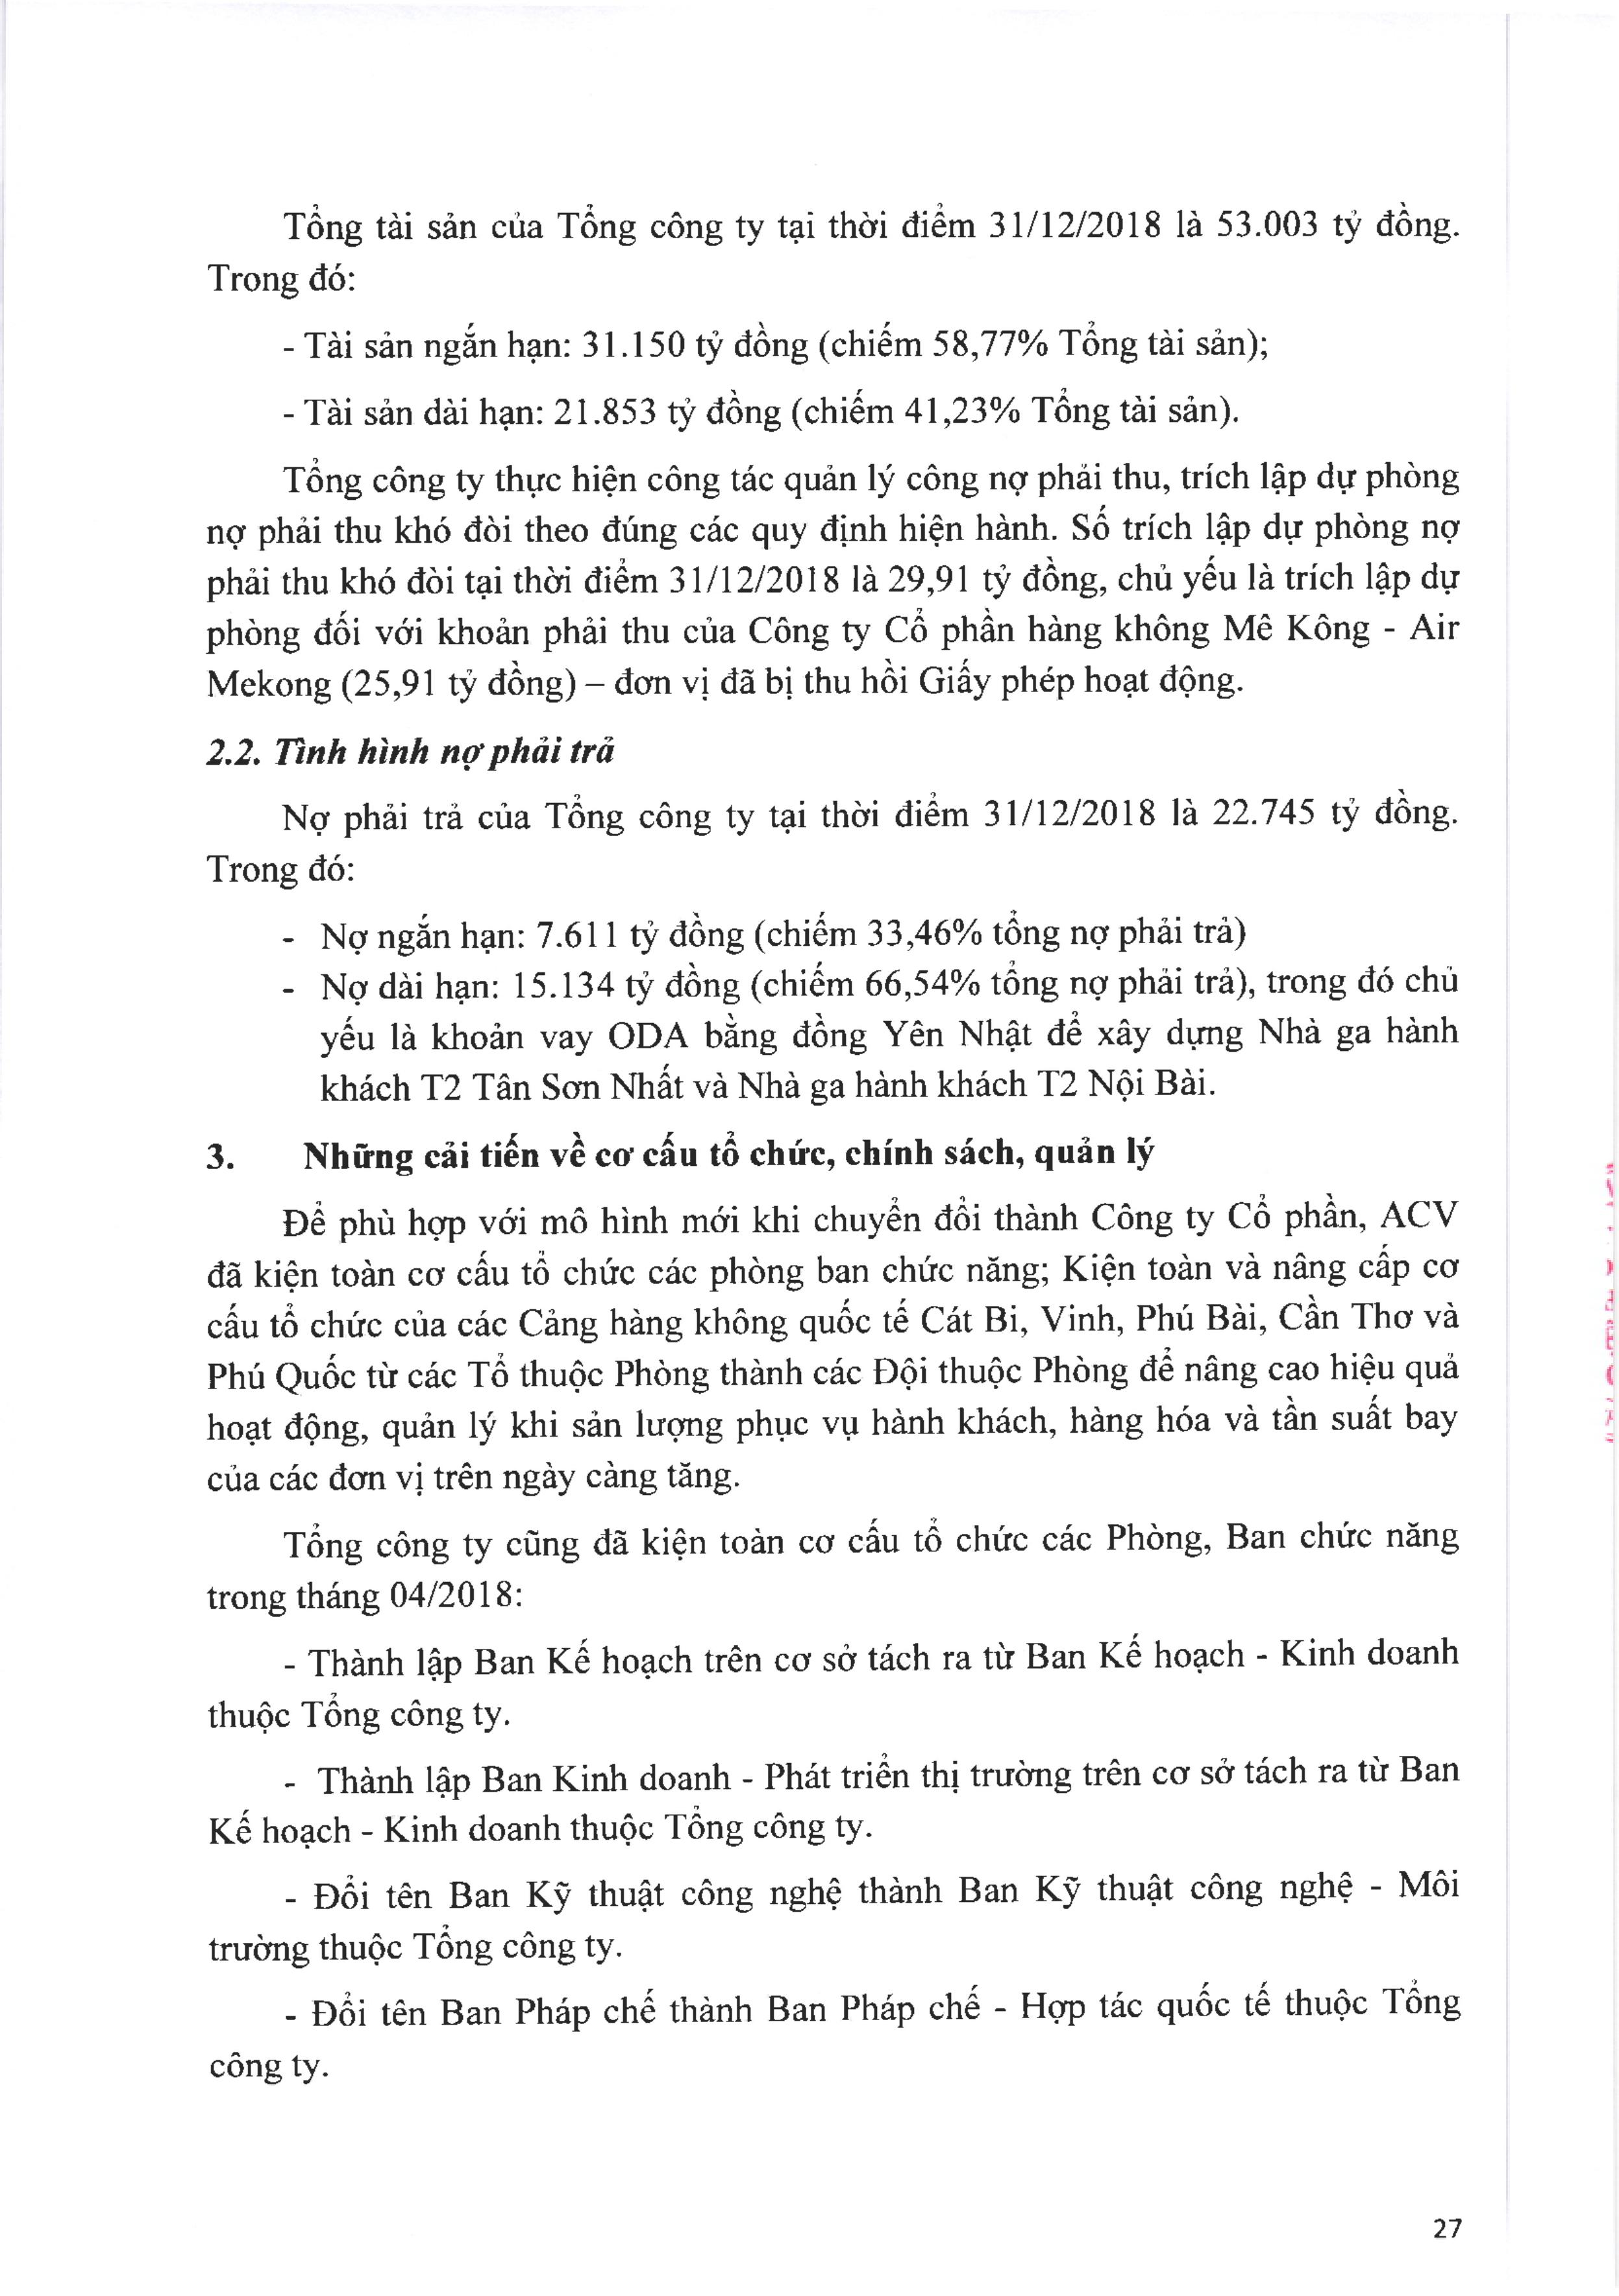 Tổng tài sản của Tổng công ty tại thời điểm 31/12/2018 là 53.003 tỷ đồng.
Trong đó:
- Tài sản ngắn hạn: 31.150 tỷ đồng (chiếm 58,77% Tổng tài sản);
- Tài sản dài hạn: 21.853 tỷ đồng (chiếm 41,23% Tổng tài sản).
Tổng công ty thực hiện công tác quản lý công nợ phải thu, trích lập dự phòng
nợ phải thu khó đòi theo đúng các quy định hiện hành. Số trích lập dự phòng nợ
phải thu khó đòi tại thời điểm 31/12/2018 là 29,91 tỷ đồng, chủ yếu là trích lập dự
phòng đối với khoản phải thu của Công ty Cổ phần hàng không Mê Kông - Air
Mekong (25,91 tỷ đồng) – đơn vị đã bị thu hồi Giấy phép hoạt động.
2.2. Tình hình nợ phải trả
Nợ phải trả của Tổng công ty tại thời điểm 31/12/2018 là 22.745 tỷ đồng.
Trong đó:
- Nợ ngắn hạn: 7.611 tỷ đồng (chiếm 33,46% tổng nợ phải trả)
- Nợ dài hạn: 15.134 tỷ đồng (chiếm 66,54% tổng nợ phải trả), trong đó chủ
yếu là khoản vay ODA bằng đồng Yên Nhật để xây dựng Nhà ga hành
khách T2 Tân Sơn Nhất và Nhà ga hành khách T2 Nội Bài.
3. Những cải tiến về cơ cấu tổ chức, chính sách, quản lý
Để phù hợp với mô hình mới khi chuyển đổi thành Công ty Cổ phần, ACV
đã kiện toàn cơ cấu tổ chức các phòng ban chức năng; Kiện toàn và nâng cấp cơ
cấu tổ chức của các Cảng hàng không quốc tế Cát Bi, Vinh, Phú Bài, Cần Thơ và
Phú Quốc từ các Tổ thuộc Phòng thành các Đội thuộc Phòng để nâng cao hiệu quả
hoạt động, quản lý khi sản lượng phục vụ hành khách, hàng hóa và tần suất bay
của các đơn vị trên ngày càng tăng.
Tổng công ty cũng đã kiện toàn cơ cấu tổ chức các Phòng, Ban chức năng
trong tháng 04/2018:
- Thành lập Ban Kế hoạch trên cơ sở tách ra từ Ban Kế hoạch - Kinh doanh
thuộc Tổng công ty.
- Thành lập Ban Kinh doanh - Phát triển thị trường trên cơ sở tách ra từ Ban
Kế hoạch - Kinh doanh thuộc Tổng công ty.
- Đổi tên Ban Kỹ thuật công nghệ thành Ban Kỹ thuật công nghệ - Môi
trường thuộc Tổng công ty.
- Đổi tên Ban Pháp chế thành Ban Pháp chế - Hợp tác quốc tế thuộc Tổng
công ty.
27